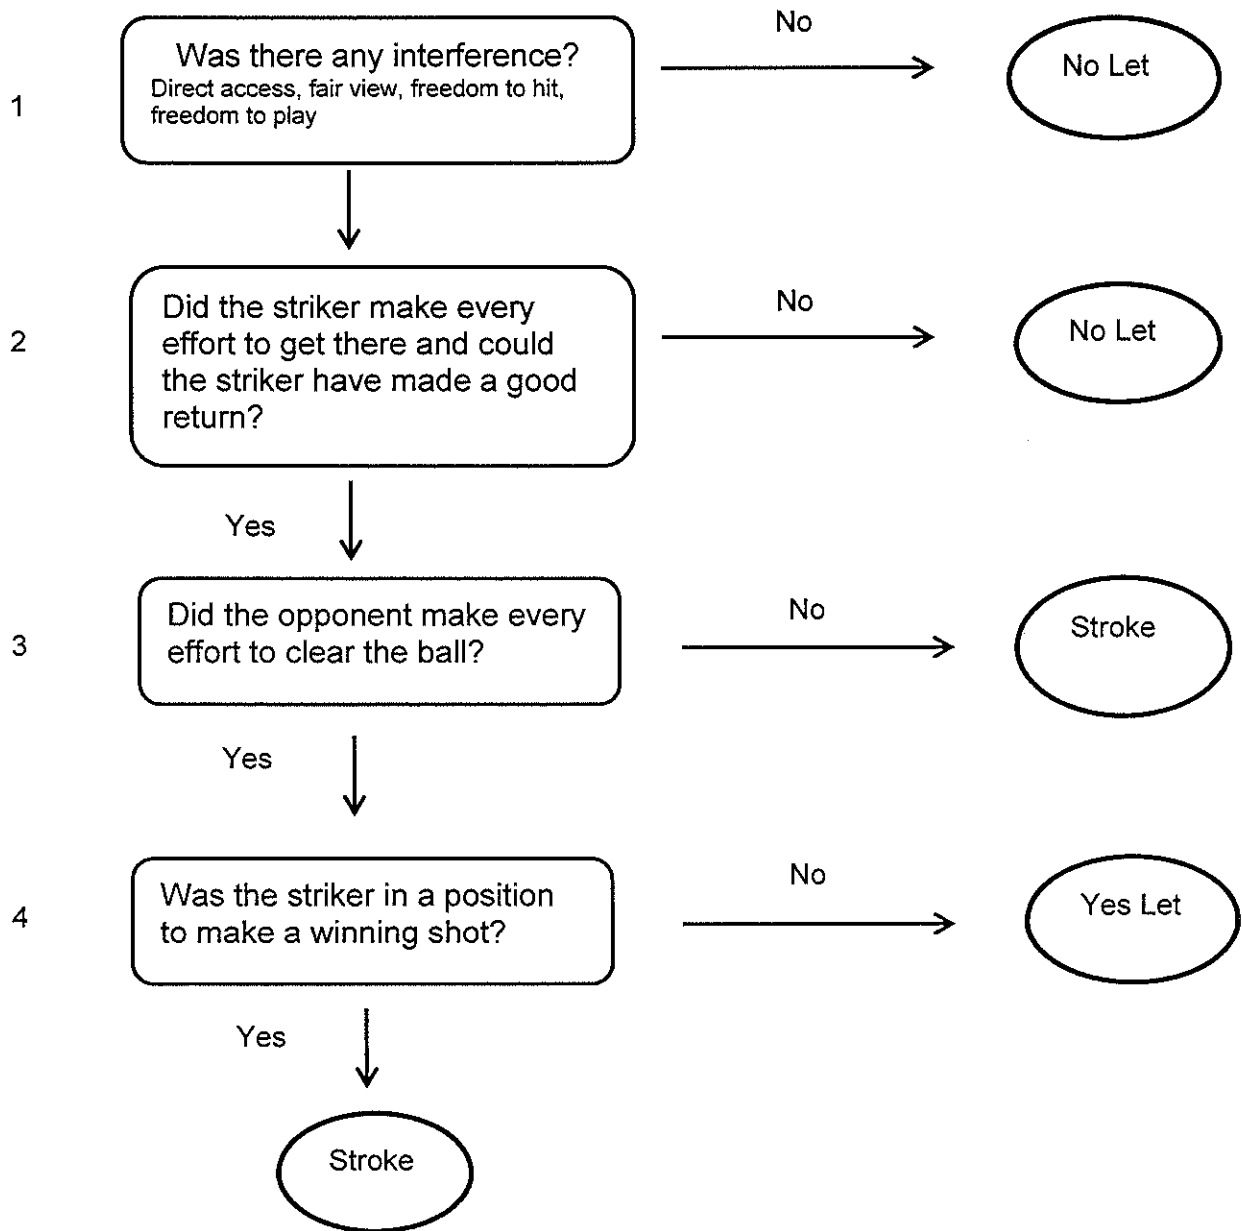 1
Was there any interference?
Direct access, fair view, freedom to hit,
freedom to play
No
No Let
2
Did the striker make every
effort to get there and could
the striker have made a good
return?
No
No Let
Yes
3
Did the opponent make every
effort to clear the ball?
No
Stroke
Yes
4
Was the striker in a position
to make a winning shot?
No
Yes Let
Yes
Stroke